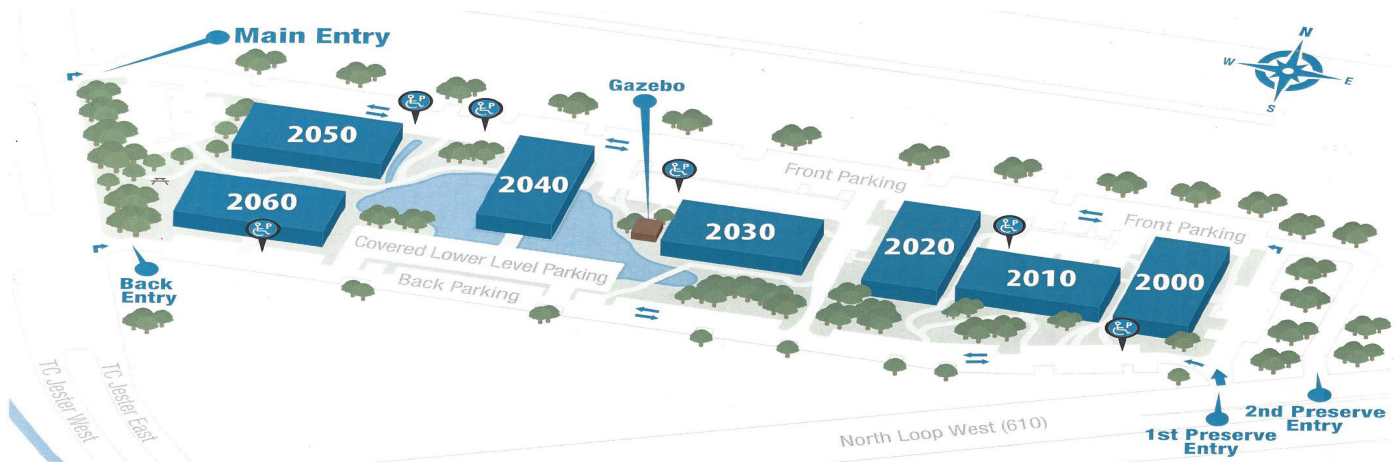 Main Entry
N
W
E
S
Gazebo
2050
P
P
2040
2060
P
P
Front Parking
2030
2020
P
Front Parking
2010
2000
Covered Lower Level Parking
Back Parking
Back
Entry
P
TC Jester West
TC Jester East
North Loop West (610)
1st Preserve
Entry
2nd Preserve
Entry